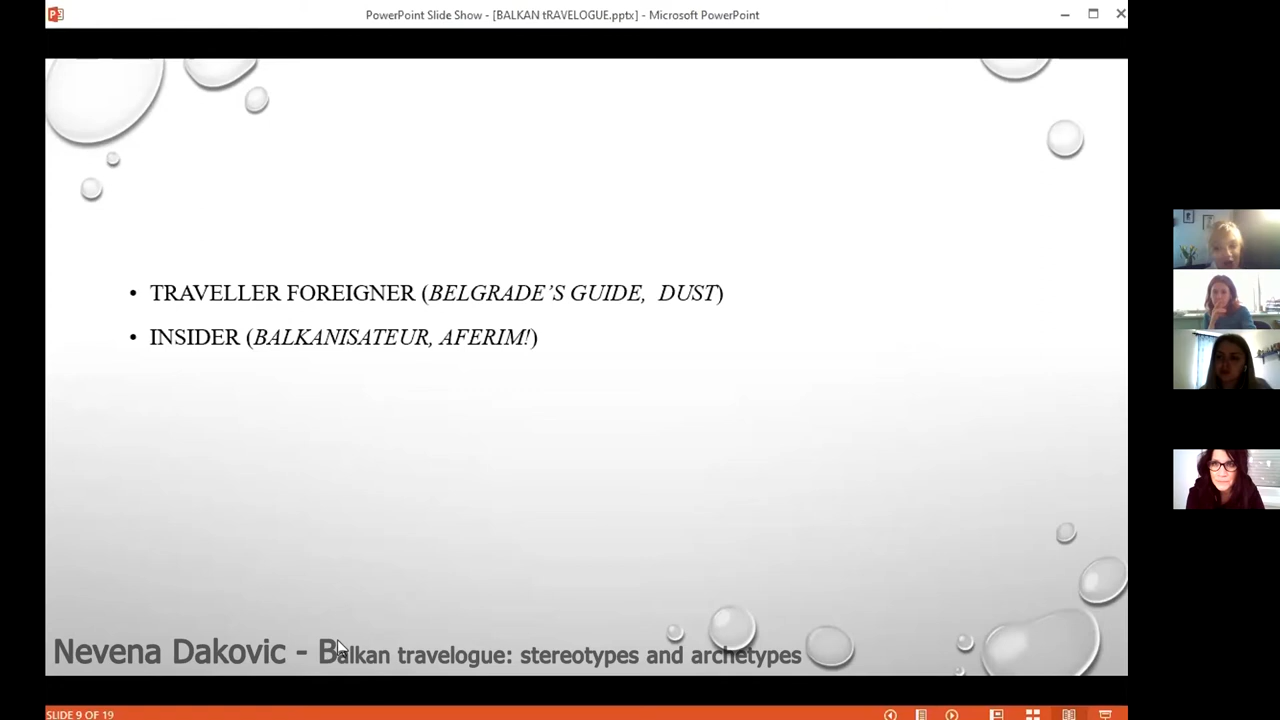 PowerPoint Slide Show - [BALKAN tRAVELOGUE.pptx] - Microsoft PowerPoint
• TRAVELLER FOREIGNER (BELGRADE’S GUIDE, DUST)
• INSIDER (BALKANISATEUR, AFERIM!)
Nevena Dakovic - Balkan travelogue: stereotypes and archetypes
SLIDE 9 OF 19